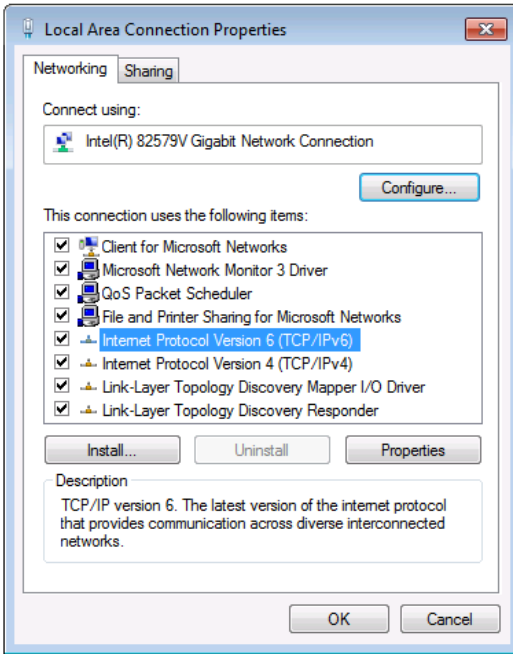 Local Area Connection Properties
Networking
Sharing
Connect using:
Intel(R) 82579V Gigabit Network Connection
Configure...
This connection uses the following items:
Client for Microsoft Networks
Microsoft Network Monitor 3 Driver
QoS Packet Scheduler
File and Printer Sharing for Microsoft Networks
Internet Protocol Version 6 (TCP/IPv6)
Internet Protocol Version 4 (TCP/IPv4)
Link-Layer Topology Discovery Mapper I/O Driver
Link-Layer Topology Discovery Responder
Install...
Uninstall
Properties
Description
TCP/IP version 6. The latest version of the internet protocol
that provides communication across diverse interconnected
networks.
OK
Cancel